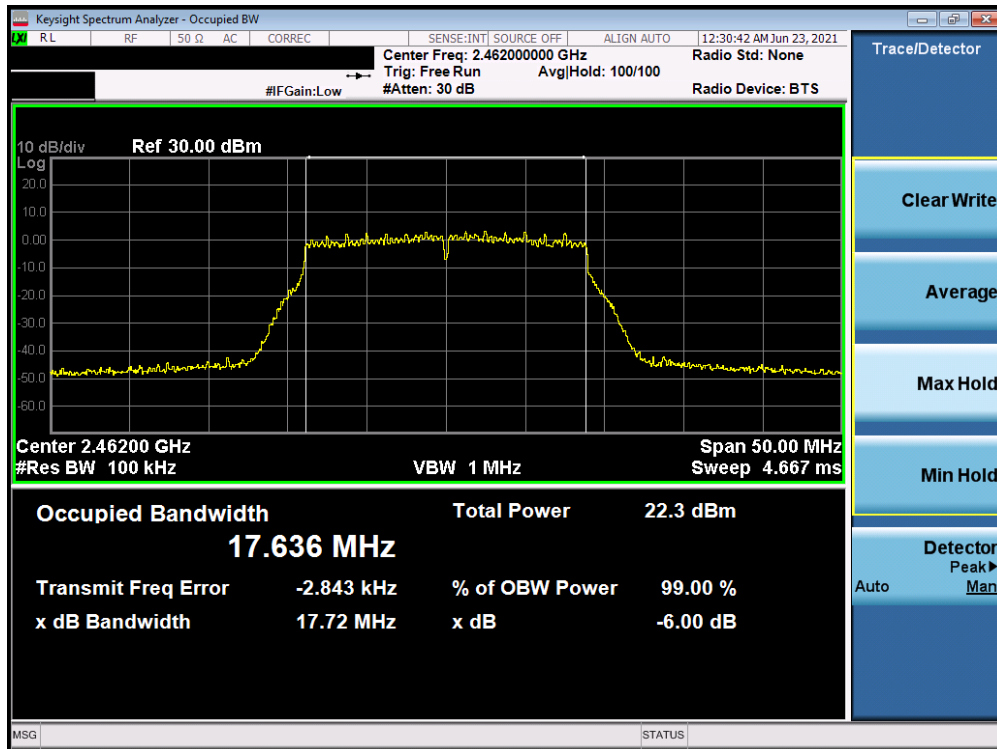 Keysight Spectrum Analyzer - Occupied BW
LXI RL RF 50 Ω AC CORREC SENSE:INT SOURCE OFF ALIGN AUTO 12:30:42 AM Jun 23, 2021
Center Freq: 2.462000000 GHz Radio Std: None
Trig: Free Run Avg|Hold: 100/100
#IFGain:Low #Atten: 30 dB Radio Device: BTS
10 dB/div Ref 30.00 dBm
Log
20.0
10.0
0.00
-10.0
-20.0
-30.0
-40.0
-50.0
-60.0
Center 2.46200 GHz Span 50.00 MHz
#Res BW 100 kHz VBW 1 MHz Sweep 4.667 ms
Occupied Bandwidth Total Power 22.3 dBm
17.636 MHz
Transmit Freq Error -2.843 kHz % of OBW Power 99.00 %
x dB Bandwidth 17.72 MHz x dB -6.00 dB
MSG STATUS
Trace/Detector
Clear Write
Average
Max Hold
Min Hold
Detector
Peak▶
Auto Man